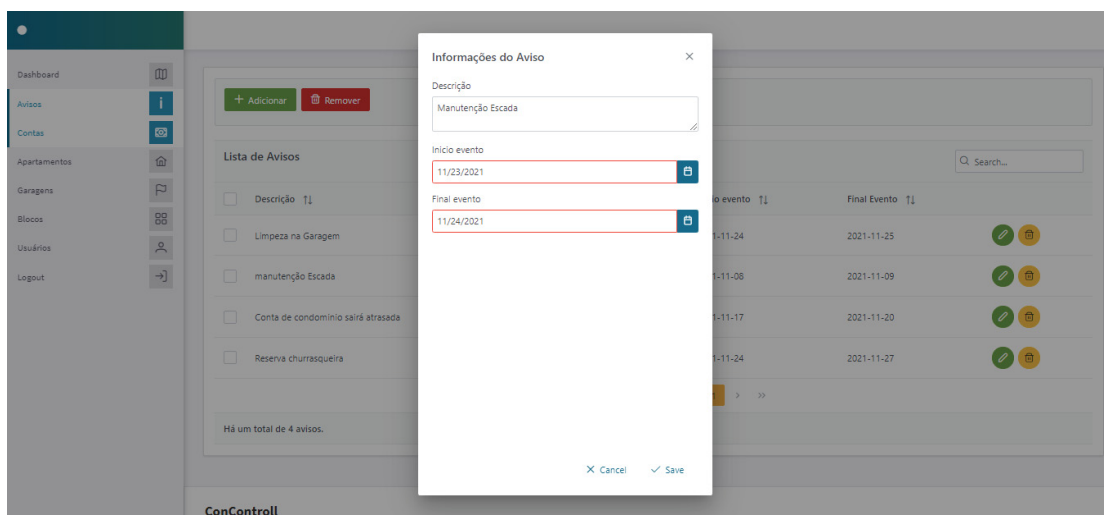 Informações do Aviso
Descrição
Manutenção Escada
Inicio evento
11/23/2021
Final evento
11/24/2021
Cancel Save
Dashboard
Avisos
Contas
Apartamentos
Garagens
Blocos
Usuários
Logout
Adicionar Remover
Lista de Avisos Search...
Descrição io evento Final Evento
Limpeza na Garagem 1-11-24 2021-11-25
manutenção Escada 1-11-08 2021-11-09
Conta de condominio sairá atrasada 1-11-17 2021-11-20
Reserva churrasqueira 1-11-24 2021-11-27
Há um total de 4 avisos.
ConControll